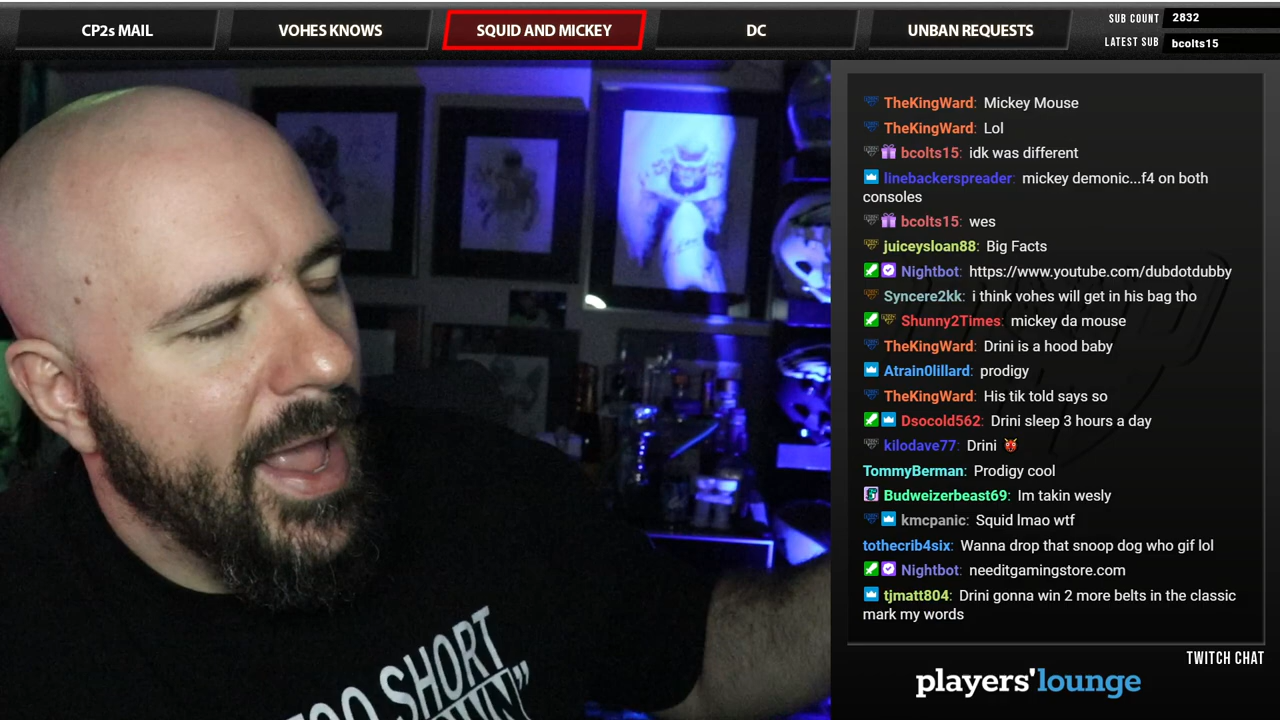 CP2s MAIL
VOHES KNOWS
SQUID AND MICKEY
DC
UNBAN REQUESTS
SUB COUNT 2832
LATEST SUB bcolts15
TheKingWard: Mickey Mouse
TheKingWard: Lol
bcolts15: idk was different
linebackerspreader: mickey demonic...f4 on both
consoles
bcolts15: wes
juiceysloan88: Big Facts
Nightbot: https://www.youtube.com/dubdotdubby
Syncere2kk: i think vohes will get in his bag tho
Shunny2Times: mickey da mouse
TheKingWard: Drini is a hood baby
Atrain0lillard: prodigy
TheKingWard: His tik told says so
Dsocold562: Drini sleep 3 hours a day
kilodave77: Drini 👹
TommyBerman: Prodigy cool
Budweizerbeast69: Im takin wesly
kmcpanic: Squid lmao wtf
tothecrib4six: Wanna drop that snoop dog who gif lol
Nightbot: needitgamingstore.com
tjmatt804: Drini gonna win 2 more belts in the classic
mark my words
TWITCH CHAT
players'lounge
TOO SHORT